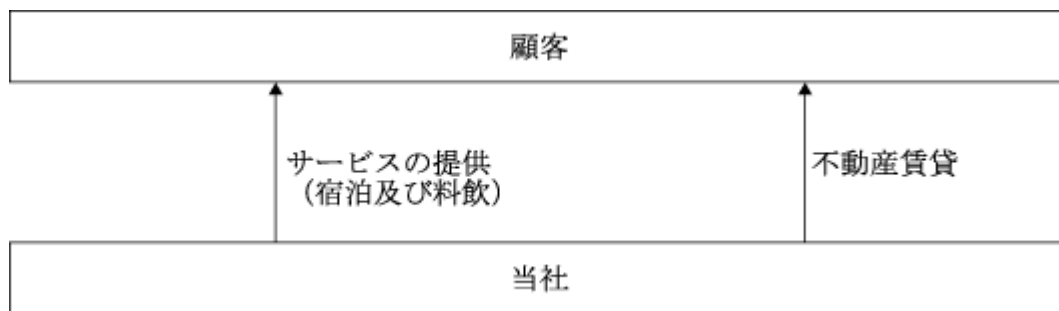 顧客
サービスの提供
（宿泊及び料飲）
不動産賃貸
当社